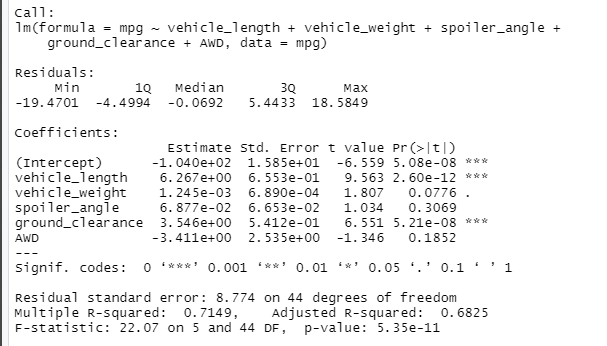 Call:
lm(formula = mpg ~ vehicle_length + vehicle_weight + spoiler_angle +
    ground_clearance + AWD, data = mpg)
Residuals:
     Min       1Q   Median       3Q      Max
-19.4701  -4.4994  -0.0692   5.4433  18.5849
Coefficients:
                   Estimate Std. Error t value Pr(>|t|)
(Intercept)      -1.040e+02  1.585e+01  -6.559 5.08e-08 ***
vehicle_length    6.267e+00  6.553e-01   9.563 2.60e-12 ***
vehicle_weight    1.245e-03  6.890e-04   1.807   0.0776 .
spoiler_angle     6.877e-02  6.653e-02   1.034   0.3069
ground_clearance  3.546e+00  5.412e-01   6.551 5.21e-08 ***
AWD              -3.411e+00  2.535e+00  -1.346   0.1852
---
Signif. codes:  0 ‘***’ 0.001 ‘**’ 0.01 ‘*’ 0.05 ‘.’ 0.1 ‘ ’ 1
Residual standard error: 8.774 on 44 degrees of freedom
Multiple R-squared:  0.7149,    Adjusted R-squared:  0.6825
F-statistic: 22.07 on 5 and 44 DF,  p-value: 5.35e-11